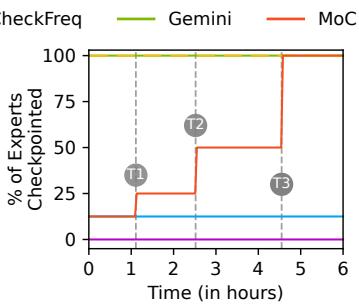 CheckFreq Gemini MoC
100
75
50
25
0
% of Experts
Checkpointed
T1
T2
T3
0 1 2 3 4 5 6
Time (in hours)